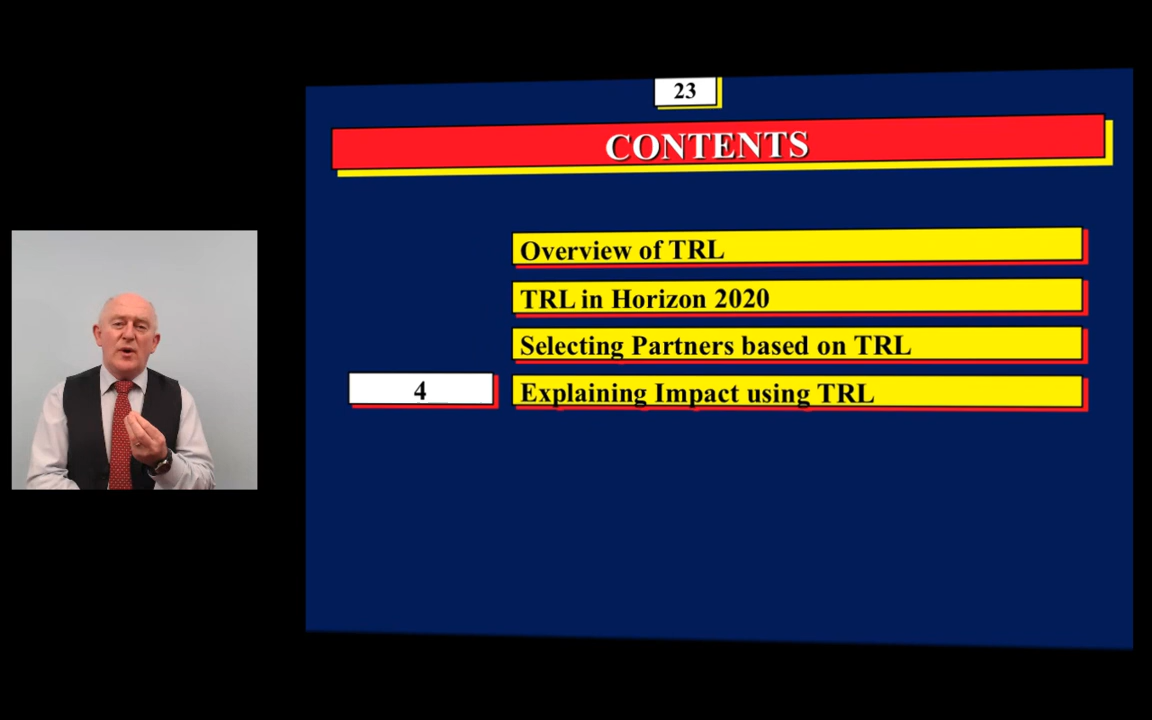 23
CONTENTS
Overview of TRL
TRL in Horizon 2020
Selecting Partners based on TRL
4 Explaining Impact using TRL